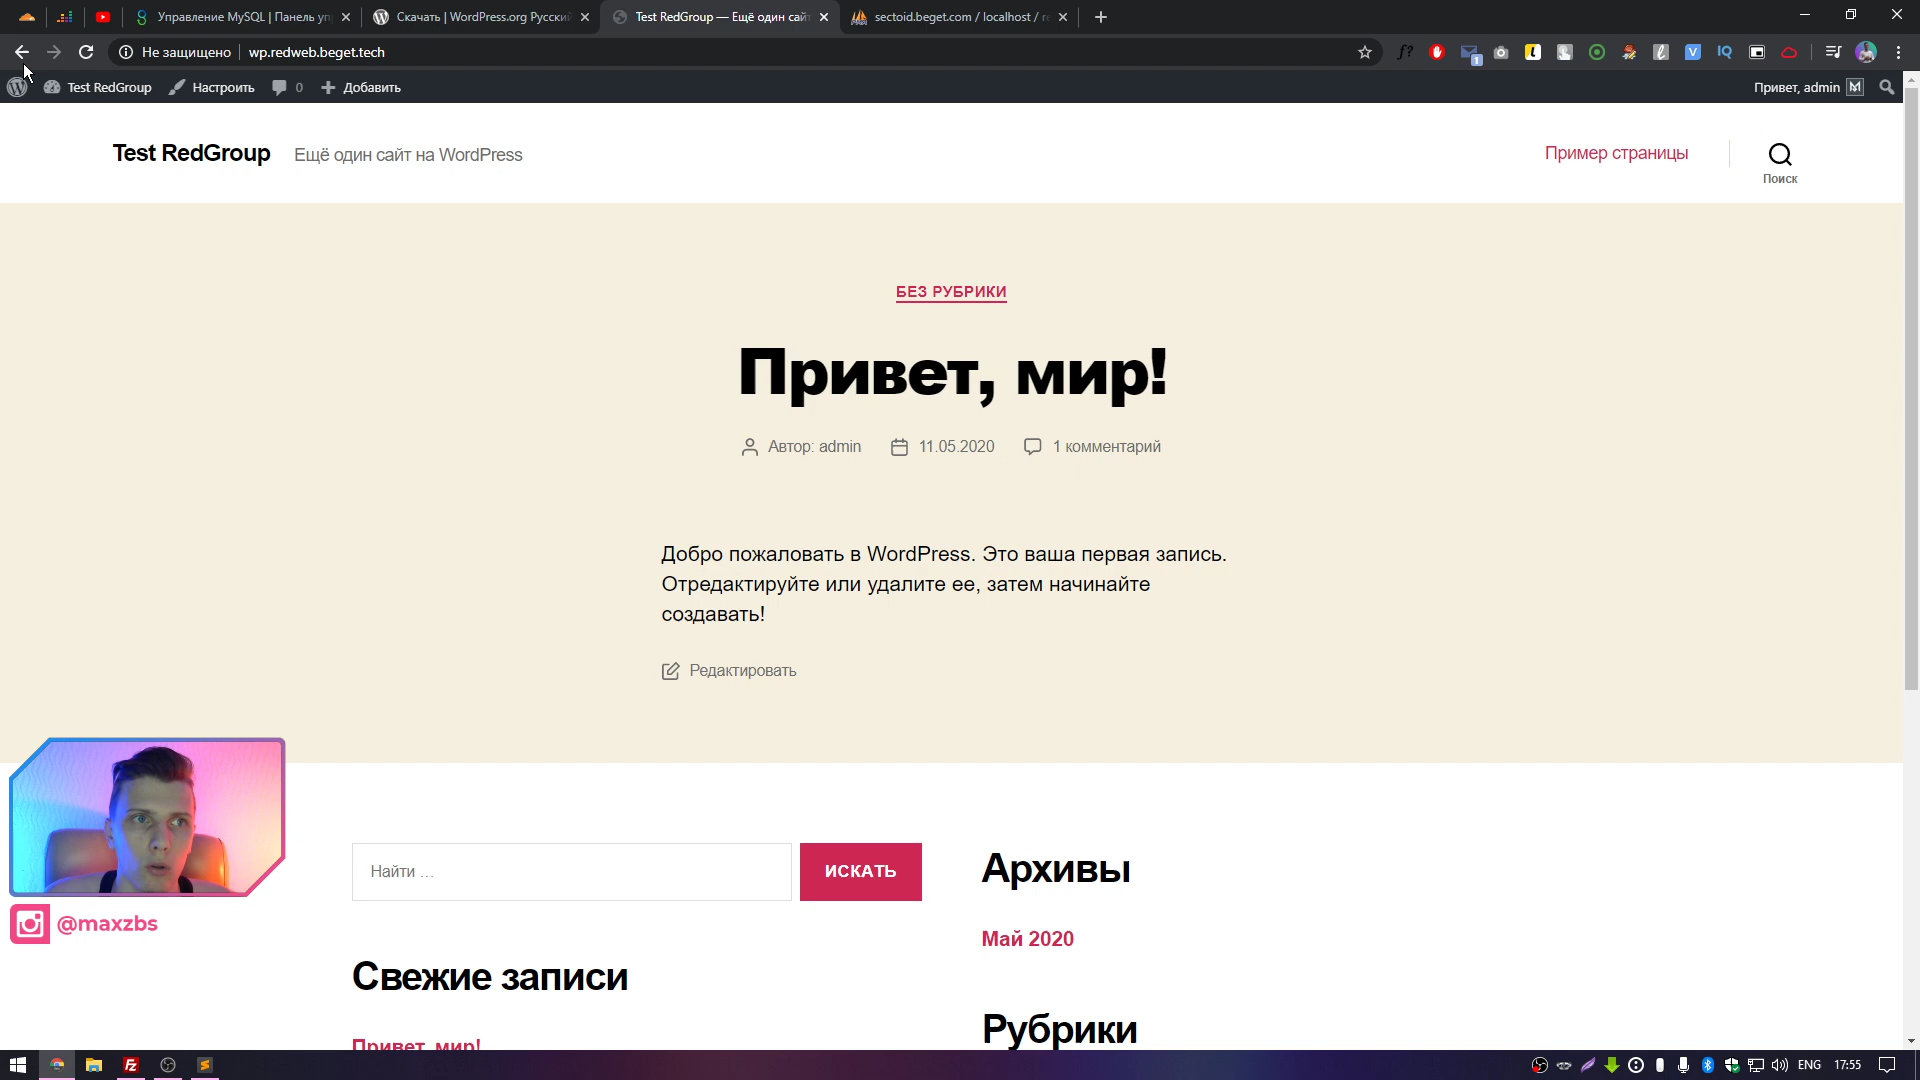 Управление MySQL | Панель уп
Скачать | WordPress.org Русский
Test RedGroup — Ещё один сай
sectoid.beget.com / localhost / r
Не защищено
wp.redweb.beget.tech
Test RedGroup
Настроить
0
Добавить
Привет, admin
Test RedGroup
Ещё один сайт на WordPress
Пример страницы
Поиск
БЕЗ РУБРИКИ
Привет, мир!
Автор: admin
11.05.2020
1 комментарий
Добро пожаловать в WordPress. Это ваша первая запись.
Отредактируйте или удалите ее, затем начинайте
создавать!
Редактировать
Найти …
ИСКАТЬ
Архивы
Май 2020
@maxzbs
Свежие записи
Рубрики
Привет, мир!
ENG
17:55